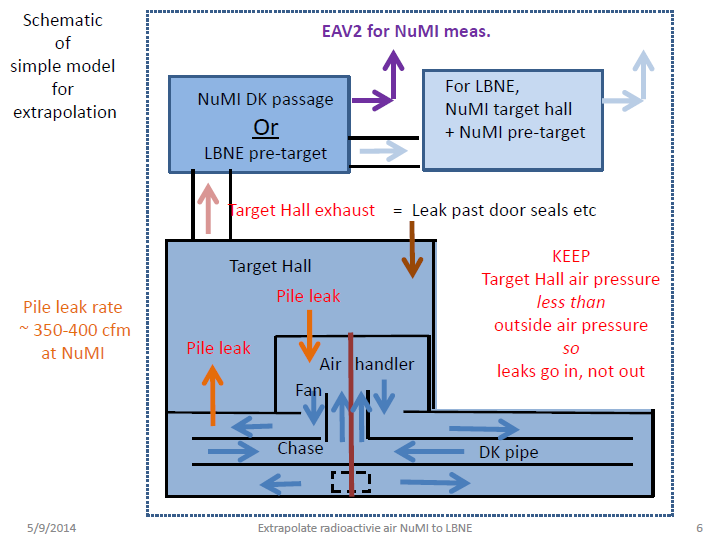 Schematic
of
simple model
for
extrapolation
EAV2 for NuMI meas.
NuMI DK passage
Or
LBNE pre-target
For LBNE,
NuMI target hall
+ NuMI pre-target
Target Hall exhaust = Leak past door seals etc
Target Hall
KEEP
Target Hall air pressure
less than
outside air pressure
so
leaks go in, not out
Pile leak rate
~ 350-400 cfm
at NuMI
Pile leak
Pile leak
Air handler
Fan
Chase
DK pipe
5/9/2014
Extrapolate radioactivie air NuMI to LBNE
6